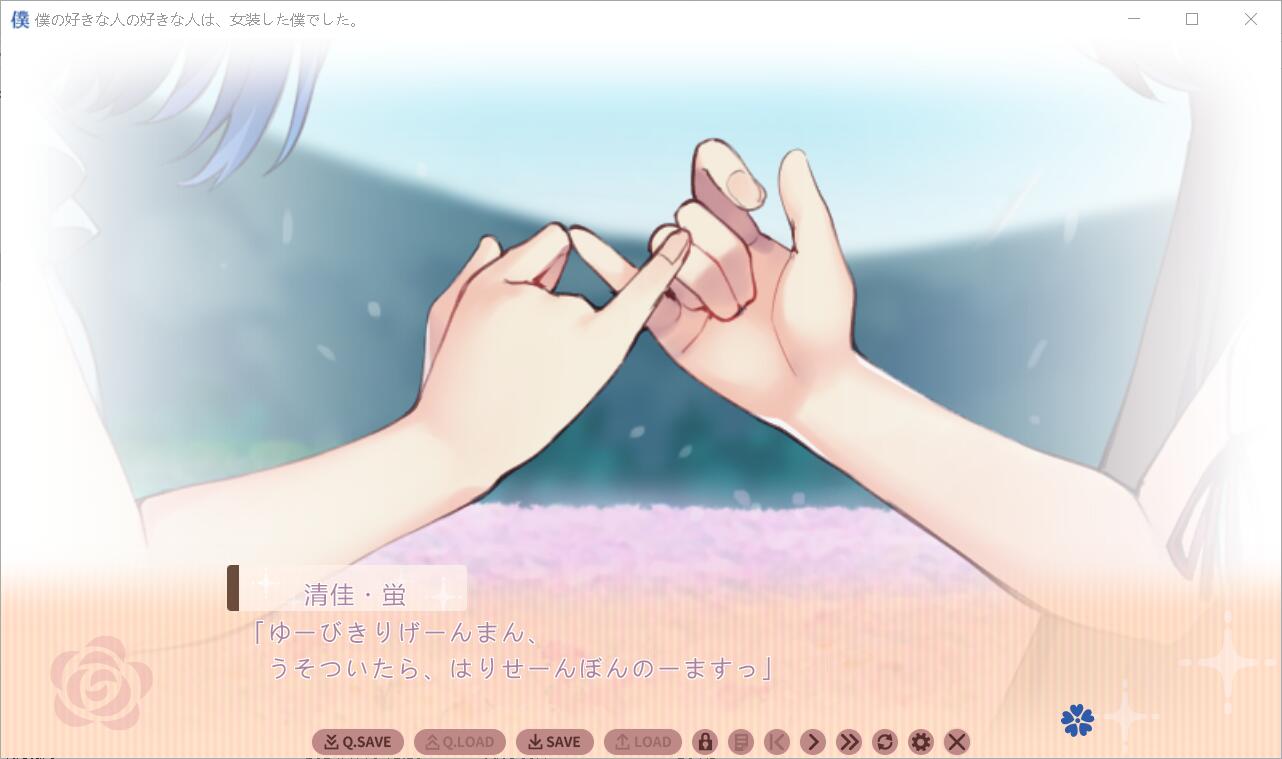 僕 僕の好きな人の好きな人は、女装した僕でした。
清佳・蛍
「ゆーびきりげーんまん、
うそついたら、はりせーんぼんのーますっ」
Q.SAVE Q.LOAD SAVE LOAD